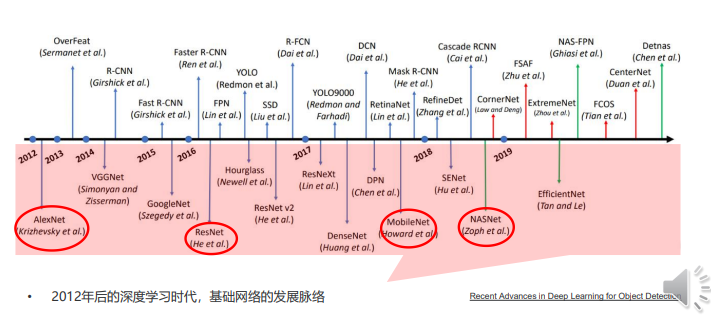 OverFeat
(Sermanet et al.)
R-CNN
(Girshick et al.)
Fast R-CNN
(Girshick et al.)
Faster R-CNN
(Ren et al.)
FPN
(Lin et al.)
YOLO
(Redmon et al.)
SSD
(Liu et al.)
R-FCN
(Dai et al.)
YOLO9000
(Redmon and
Farhadi)
DCN
(Dai et al.)
RetinaNet
(Lin et al.)
Mask R-CNN
(He et al.)
RefineDet
(Zhang et al.)
Cascade RCNN
(Cai et al.)
CornerNet
(Law and Deng)
FSAF
(Zhu et al.)
ExtremeNet
(Zhou et al.)
NAS-FPN
(Ghiasi et al.)
FCOS
(Tian et al.)
CenterNet
(Duan et al.)
Detnas
(Chen et al.)
2012
2013
2014
2015
2016
2017
2018
2019
AlexNet
(Krizhevsky et al.)
VGGNet
(Simonyan and
Zisserman)
GoogleNet
(Szegedy et al.)
ResNet
(He et al.)
Hourglass
(Newell et al.)
ResNet v2
(He et al.)
ResNeXt
(Lin et al.)
DenseNet
(Huang et al.)
DPN
(Chen et al.)
MobileNet
(Howard et al.)
SENet
(Hu et al.)
NASNet
(Zoph et al.)
EfficientNet
(Tan and Le)
• 2012年后的深度学习时代，基础网络的发展脉络
Recent Advances in Deep Learning for Object Detection